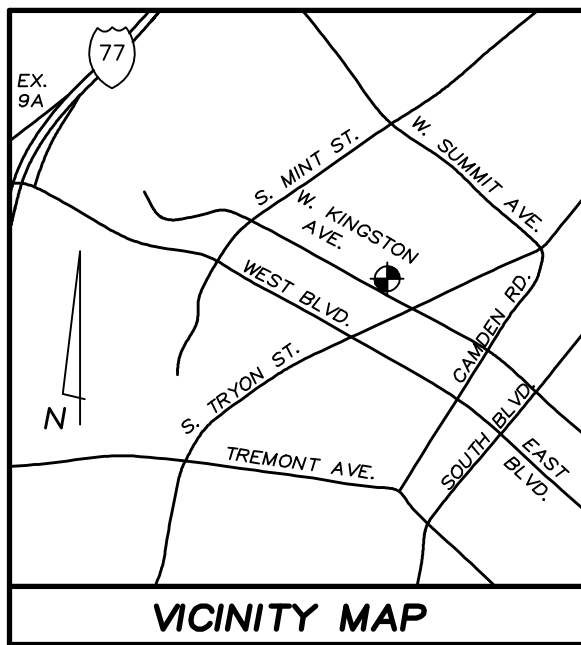 77
EX.
9A
S. MINT ST.
W. SUMMIT AVE.
W. KINGSTON
AVE.
WEST BLVD.
CAMDEN RD.
S. TRYON ST.
N
TREMONT AVE.
SOUTH BLVD.
EAST
BLVD.
VICINITY MAP